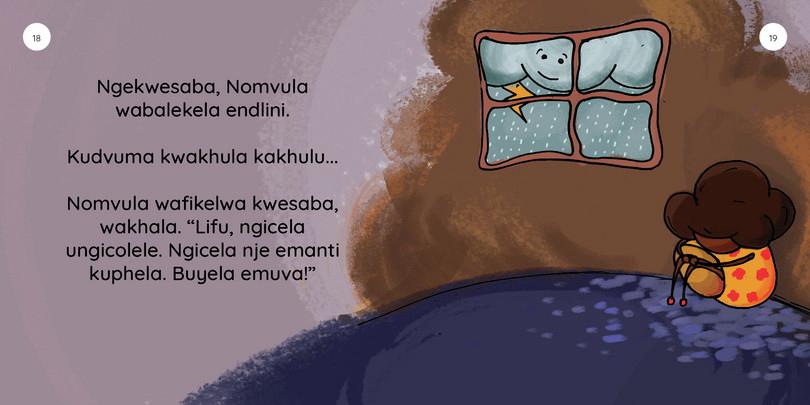 18
Ngekwesaba, Nomvula
wabalekela endlini.
Kudvuma kwakhula kakhulu...
Nomvula wafikelwa kwesaba,
wakhala. “Lifu, ngicela
ungicolele. Ngicela nje emanti
kuphela. Buyela emuva!”
19